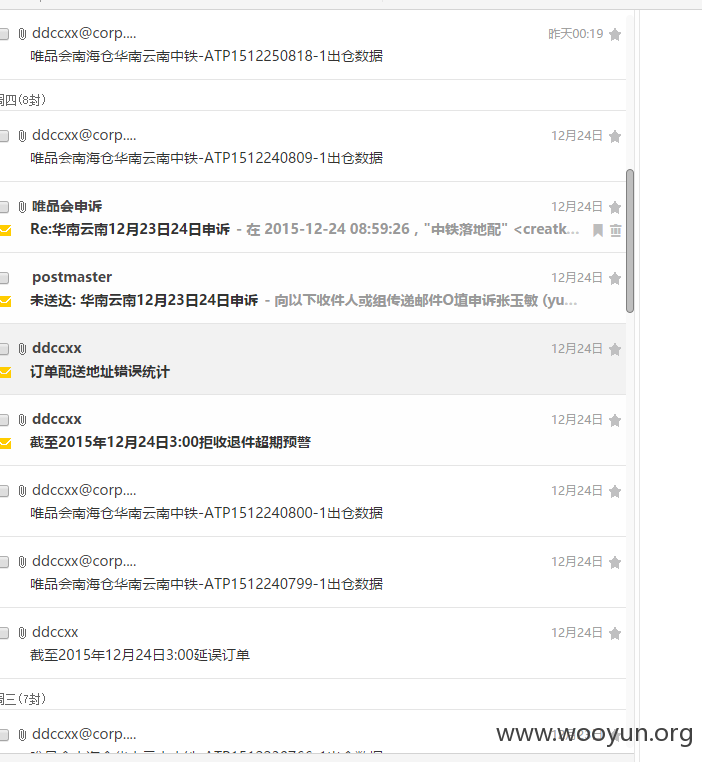 ddccxx@corp....
昨天00:19
唯品会南海仓华南云南中铁-ATP1512250818-1出仓数据
周四(8封)
ddccxx@corp....
12月24日
唯品会南海仓华南云南中铁-ATP1512240809-1出仓数据
唯品会申诉
12月24日
Re:华南云南12月23日24日申诉 - 在 2015-12-24 08:59:26，"中铁落地配" <creatk...
postmaster
12月24日
未送达: 华南云南12月23日24日申诉 - 向以下收件人或组传递邮件O填申诉张玉敏 (yu...
ddccxx
12月24日
订单配送地址错误统计
ddccxx
12月24日
截至2015年12月24日3:00拒收退件超期预警
ddccxx@corp....
12月24日
唯品会南海仓华南云南中铁-ATP1512240800-1出仓数据
ddccxx@corp....
12月24日
唯品会南海仓华南云南中铁-ATP1512240799-1出仓数据
ddccxx
12月24日
截至2015年12月24日3:00延误订单
周三(7封)
ddccxx@corp....
www.wooyun.org